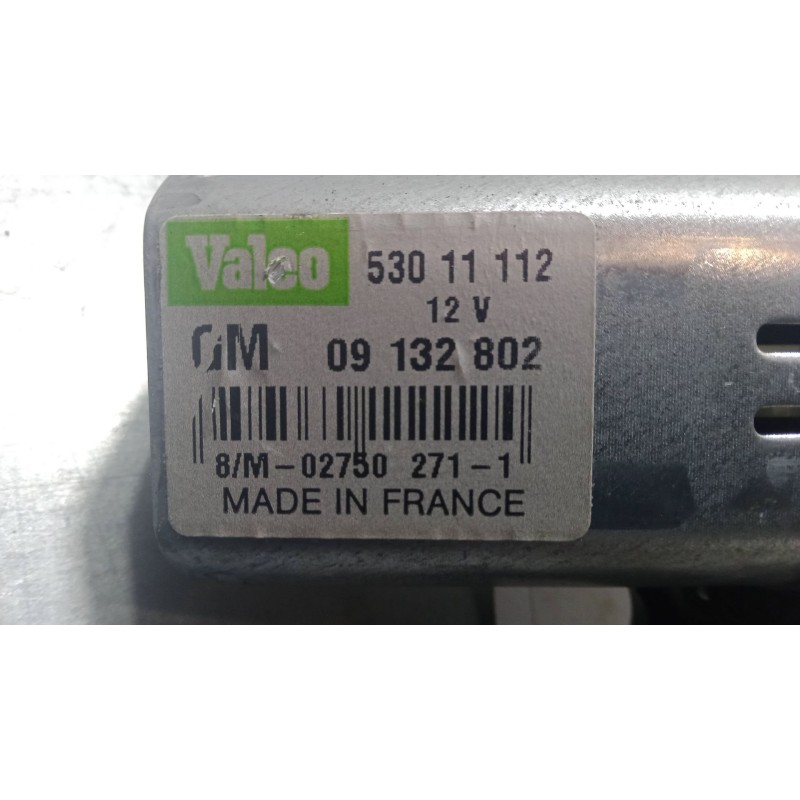 Valeo 530 11 112
12 V
GM 09 132 802
8/M-02750 271-1
MADE IN FRANCE